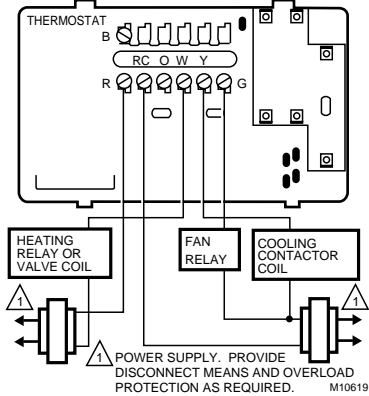 THERMOSTAT
B
RC O W Y
R
G
HEATING
RELAY OR
VALVE COIL
FAN
RELAY
COOLING
CONTACTOR
COIL
1
1
1 POWER SUPPLY. PROVIDE
DISCONNECT MEANS AND OVERLOAD
PROTECTION AS REQUIRED. M10619